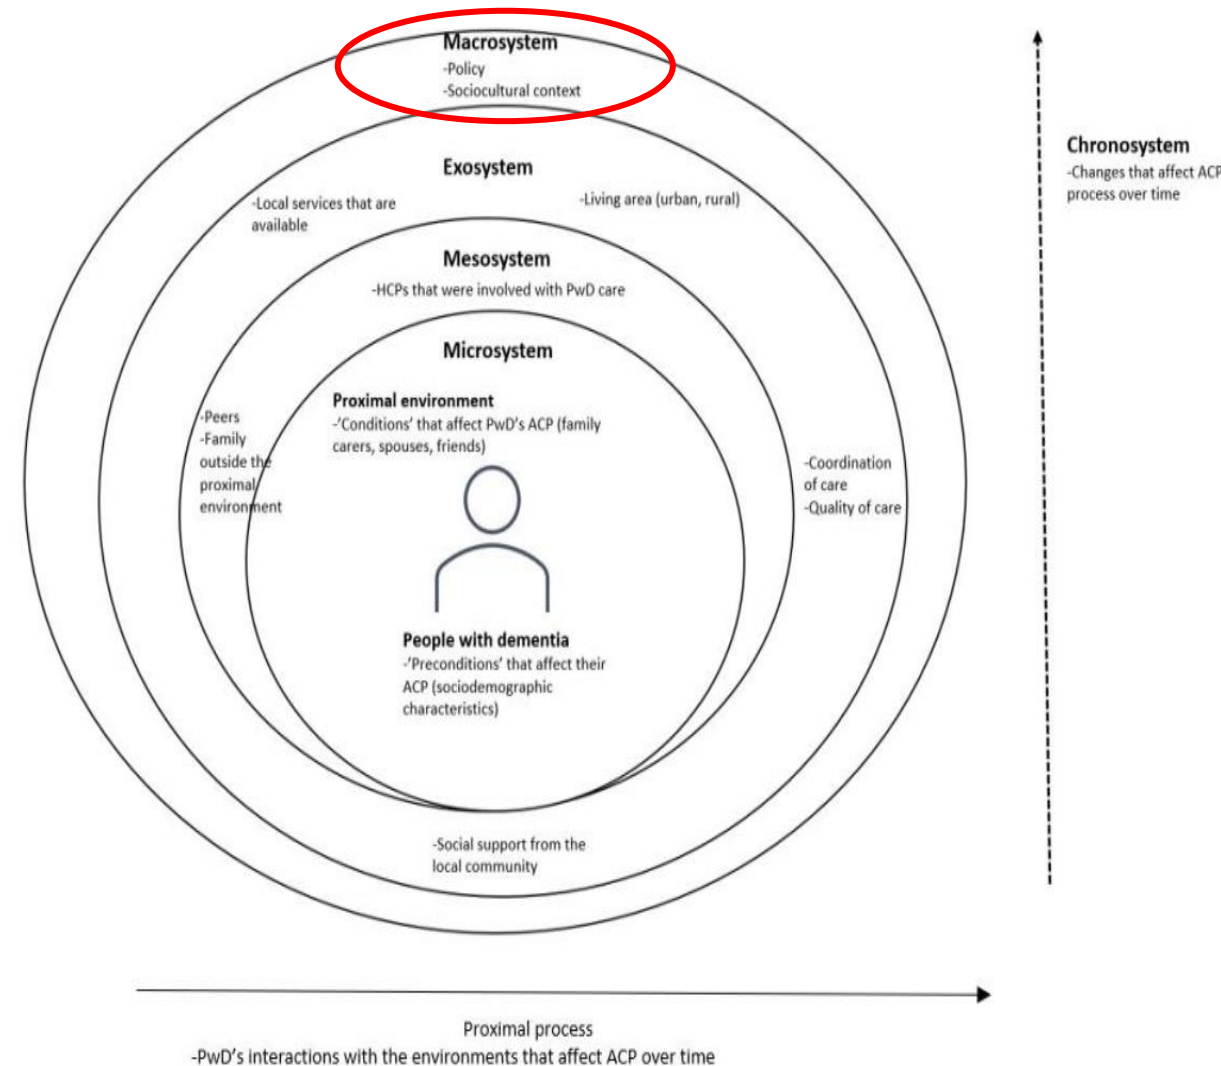 Macrosystem
-Policy
-Sociocultural context
Chronosystem
-Changes that affect ACP
process over time
Exosystem
-Local services that are
available
-Living area (urban, rural)
Mesosystem
-HCPs that were involved with PwD care
Microsystem
Proximal environment
-'Conditions' that affect PwD's ACP (family
carers, spouses, friends)
-Peers
-Family
outside the
proximal
environment
-Coordination
of care
-Quality of care
People with dementia
-'Preconditions' that affect their
ACP (sociodemographic
characteristics)
-Social support from the
local community
Proximal process
-PwD's interactions with the environments that affect ACP over time